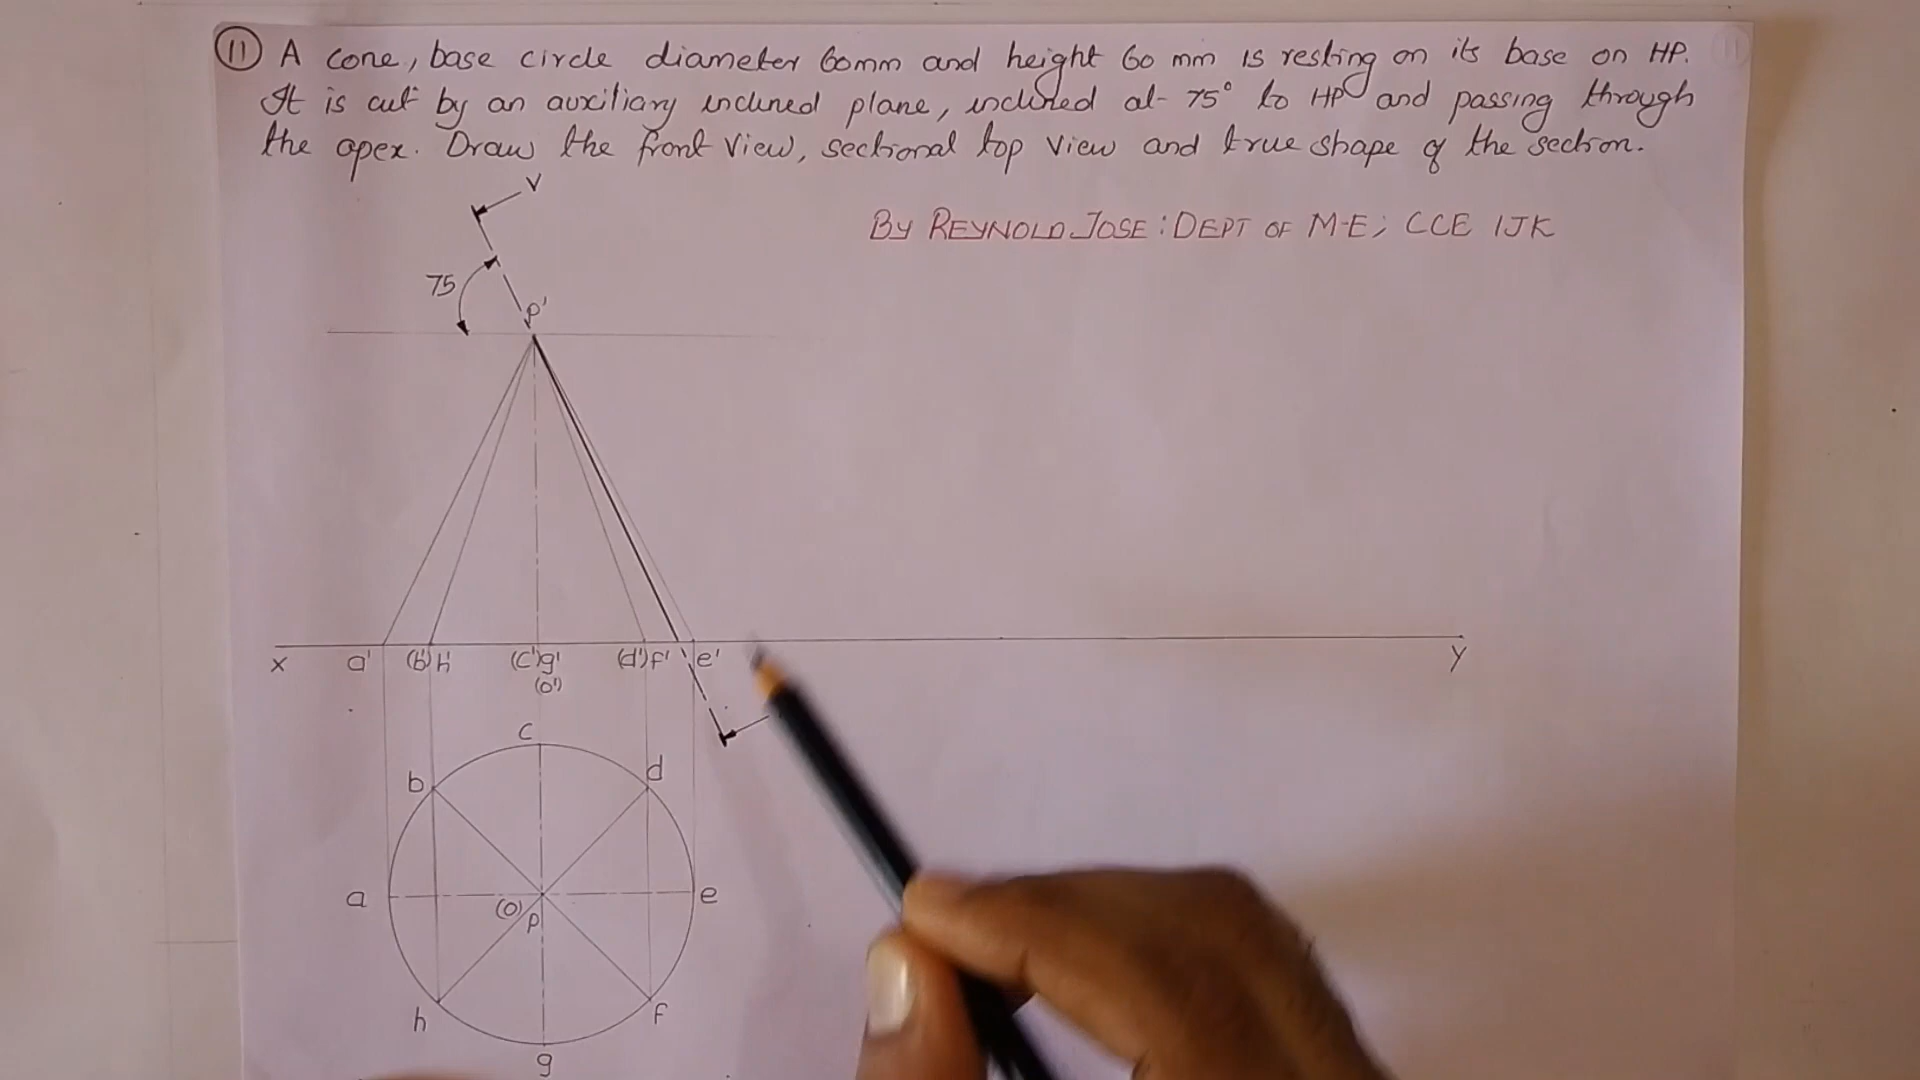 11 A cone, base circle diameter 60mm and height 60 mm is resting on its base on HP.
It is cut by an auxiliary inclined plane, inclined at 75° to HP and passing through
the apex. Draw the front view, sectional top view and true shape of the section.
V
By REYNOLD JOSE : DEPT OF M-E; CCE IJK
75
p'
x a' (b')h' (c')g' (d')f' e' y
(o')
c
b d
a (o) e
p
h f
g